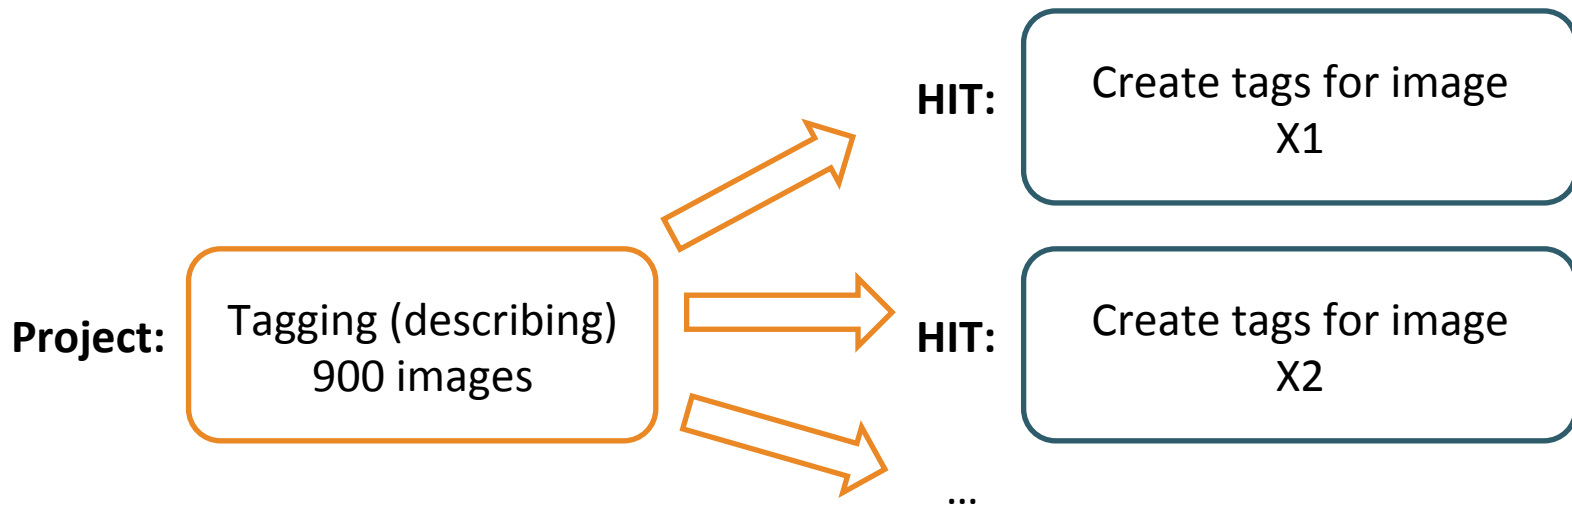 HIT:
Create tags for image
X1
Project:
Tagging (describing)
900 images
HIT:
Create tags for image
X2
...